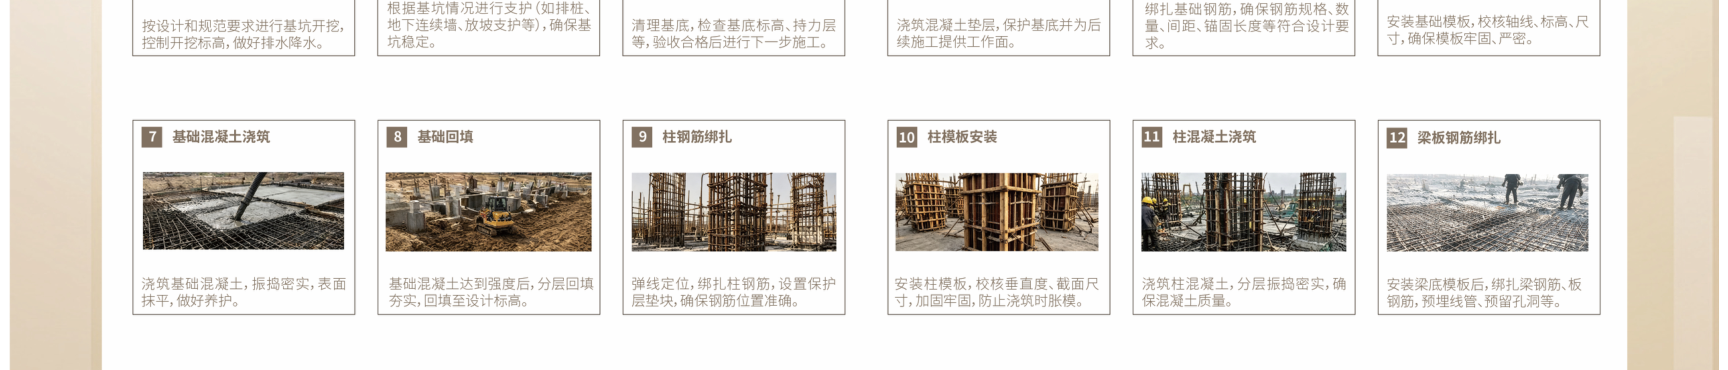 按设计和规范要求进行基坑开挖,
控制开挖标高,做好排水降水。
根据基坑情况进行支护(如排桩、
地下连续墙、放坡支护等),确保基
坑稳定。
清理基底,检查基底标高、持力层
等,验收合格后进行下一步施工。
浇筑混凝土垫层,保护基底并为后
续施工提供工作面。
绑扎基础钢筋,确保钢筋规格、数
量、间距、锚固长度等符合设计要
求。
安装基础模板,校核轴线、标高、尺
寸,确保模板牢固、严密。
7 基础混凝土浇筑
浇筑基础混凝土,振捣密实,表面
抹平,做好养护。
8 基础回填
基础混凝土达到强度后,分层回填
夯实,回填至设计标高。
9 柱钢筋绑扎
弹线定位,绑扎柱钢筋,设置保护
层垫块,确保钢筋位置准确。
10 柱模板安装
安装柱模板,校核垂直度、截面尺
寸,加固牢固,防止浇筑时胀模。
11 柱混凝土浇筑
浇筑柱混凝土,分层振捣密实,确
保混凝土质量。
12 梁板钢筋绑扎
安装梁底模板后,绑扎梁钢筋、板
钢筋,预埋线管、预留孔洞等。